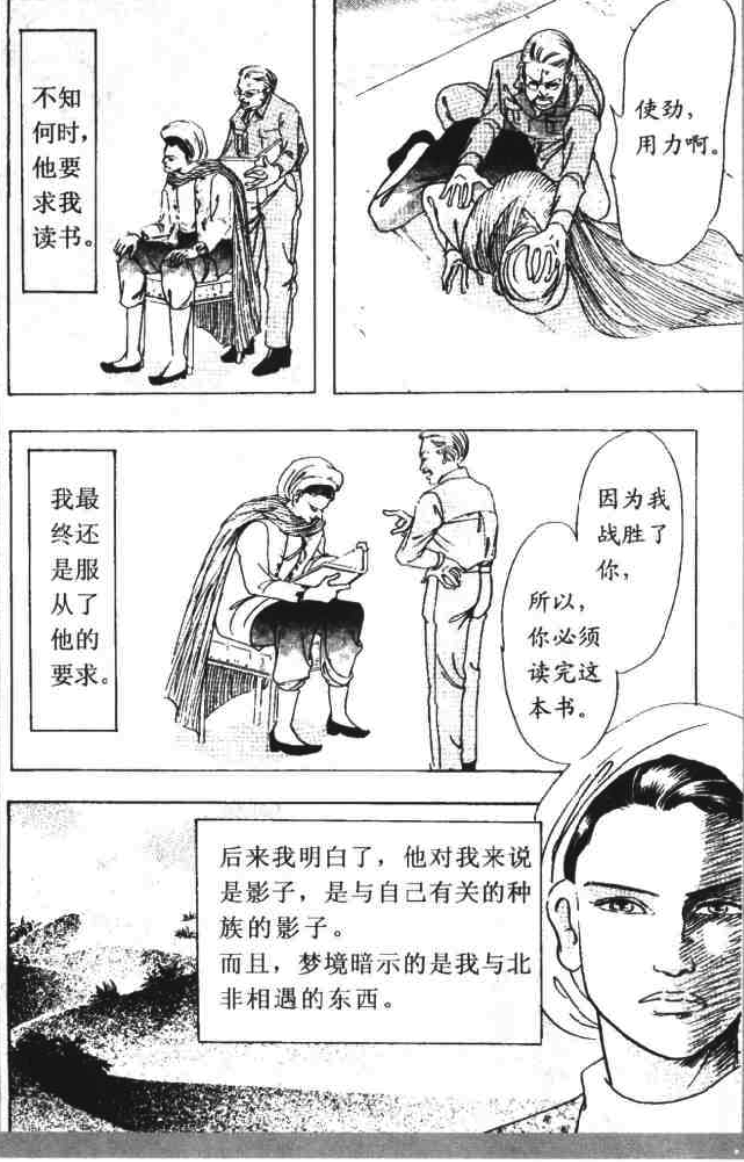 使劲，
用力啊。
不知
何时，
他要
求我
读书。
因为我
战胜了
你，
所以，
你必须
读完这
本书。
我最
终还
是服
从了
他的
要求。
后来我明白了，他对我来说
是影子，是与自己有关的种
族的影子。
而且，梦境暗示的是我与北
非相遇的东西。